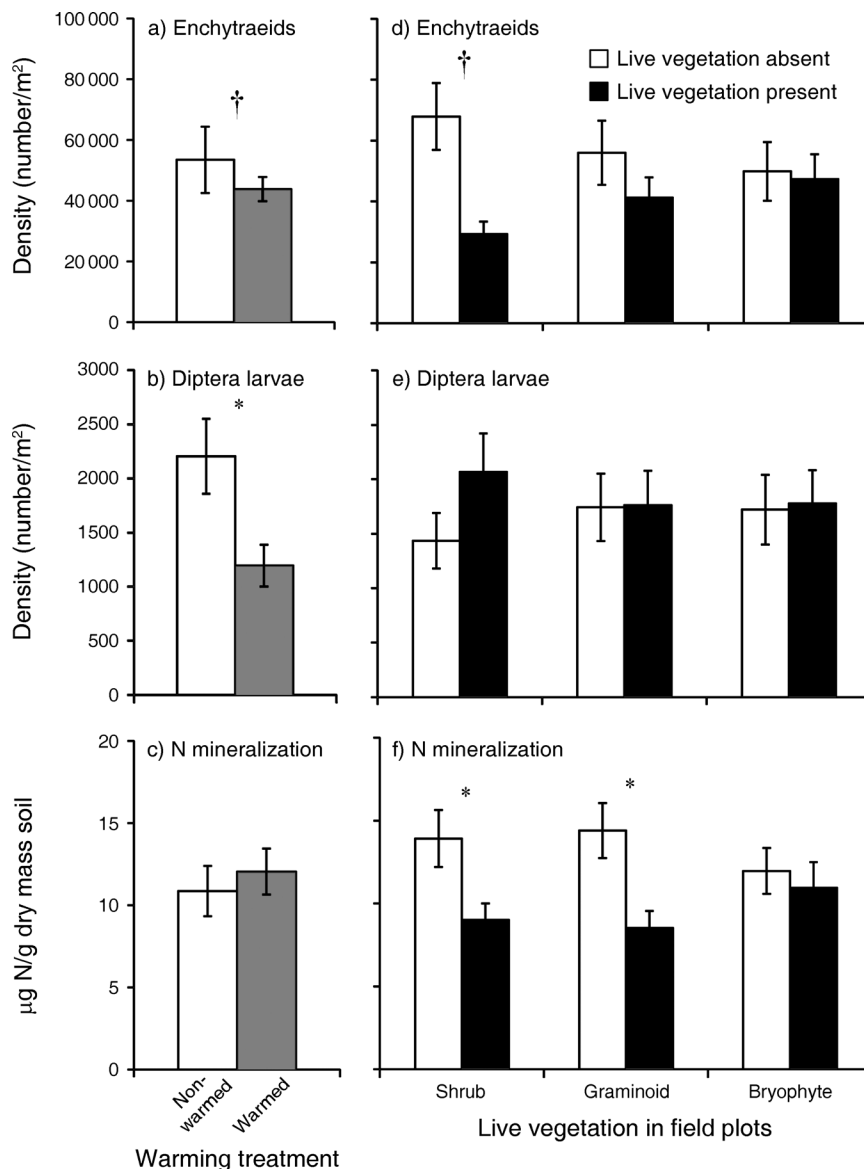 a) Enchytraeids
†
100 000
80 000
60 000
40 000
20 000
0
Density (number/m²)
d) Enchytraeids
†
Live vegetation absent
Live vegetation present
b) Diptera larvae
*
3000
2500
2000
1500
1000
500
0
Density (number/m²)
e) Diptera larvae
c) N mineralization
20
15
10
5
0
µg N/g dry mass soil
Non-
warmed
Warmed
Warming treatment
f) N mineralization
*
*
Shrub
Graminoid
Bryophyte
Live vegetation in field plots